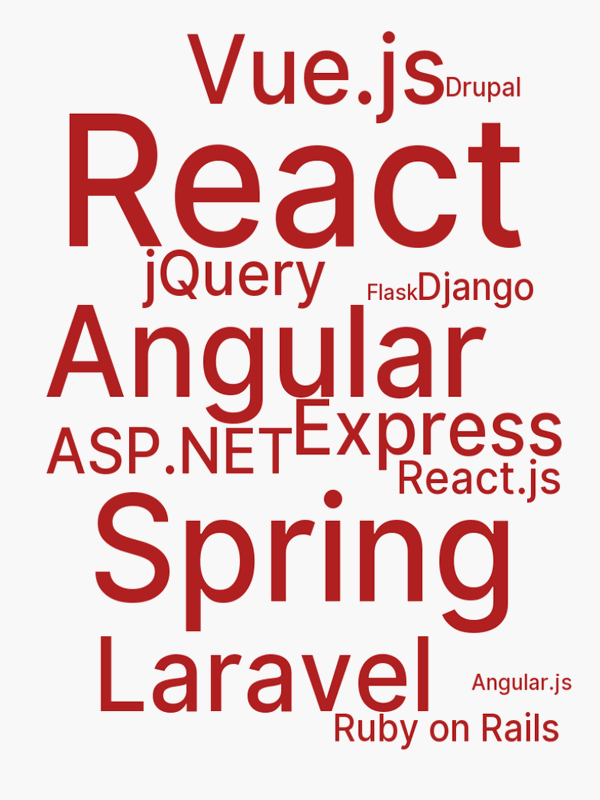 Vue.js
Drupal
React
jQuery
Flask
Django
Angular
Express
ASP.NET
React.js
Spring
Laravel
Angular.js
Ruby on Rails